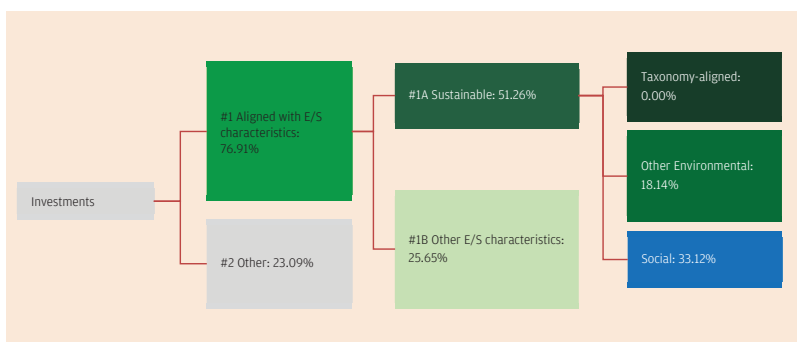 Investments
#1 Aligned with E/S
characteristics:
76.91%
#2 Other: 23.09%
#1A Sustainable: 51.26%
#1B Other E/S characteristics:
25.65%
Taxonomy-aligned:
0.00%
Other Environmental:
18.14%
Social: 33.12%